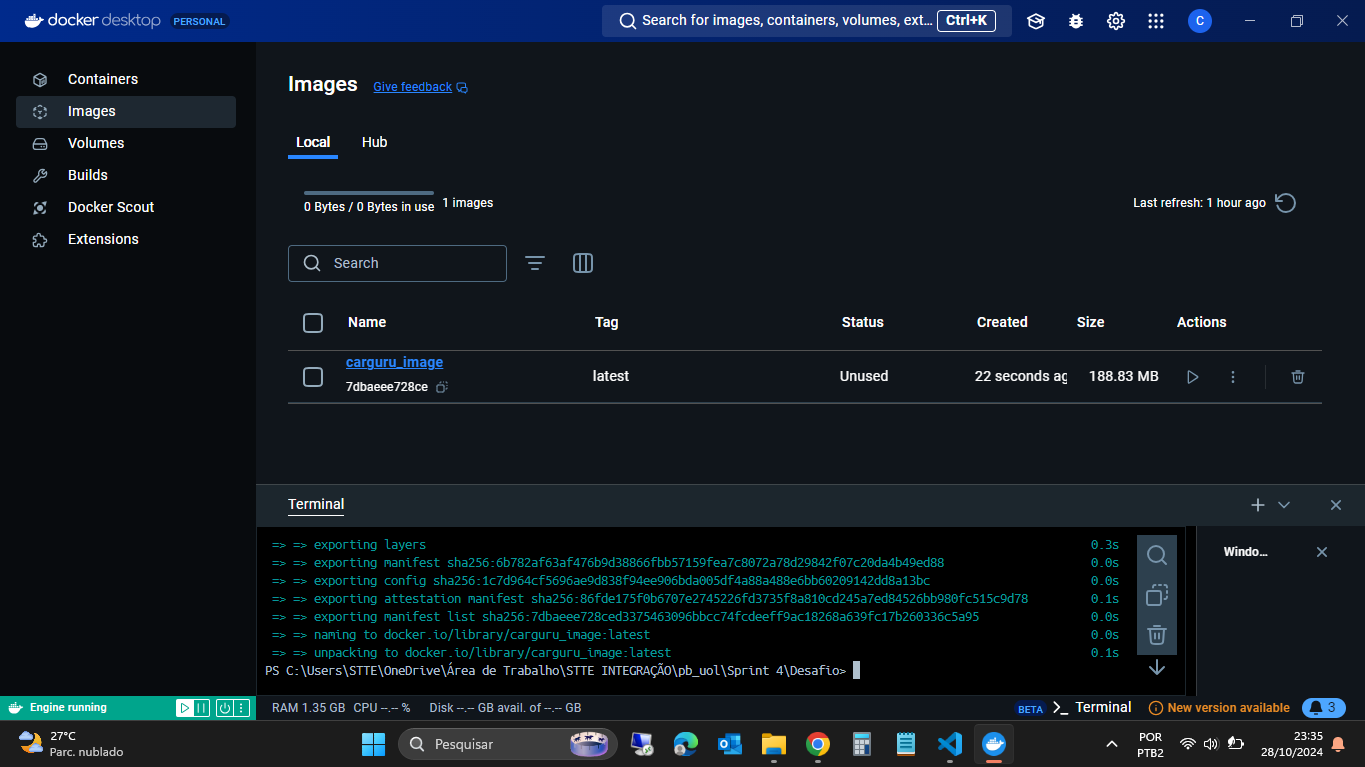 docker desktop PERSONAL
Search for images, containers, volumes, ext... Ctrl+K
C
Containers
Images
Volumes
Builds
Docker Scout
Extensions
Images Give feedback
Local Hub
0 Bytes / 0 Bytes in use 1 images
Last refresh: 1 hour ago
Search
Name Tag Status Created Size Actions
carguru_image
7dbaeee728ce
latest Unused 22 seconds ag 188.83 MB
Terminal
=> => exporting layers 0.3s
=> => exporting manifest sha256:6b782af63af476b9d38866fbb57159fea7c8072a78d29842f07c20da4b49ed88 0.0s
=> => exporting config sha256:1c7d964cf5696ae9d838f94ee906bda005df4a88a488e6bb60209142dd8a13bc 0.0s
=> => exporting attestation manifest sha256:86fde175f0b6707e2745226fd3735f8a810cd245a7ed84526bb980fc515c9d78 0.1s
=> => exporting manifest list sha256:7dbaeee728ced3375463096bbcc74fcdeeff9ac18268a639fc17b260336c5a95 0.0s
=> => naming to docker.io/library/carguru_image:latest 0.0s
=> => unpacking to docker.io/library/carguru_image:latest 0.1s
PS C:\Users\STTE\OneDrive\Área de Trabalho\STTE INTEGRAÇÃO\pb_uol\Sprint 4\Desafio>
Windo...
Engine running
RAM 1.35 GB CPU --.-- % Disk --.-- GB avail. of --.-- GB
BETA >_ Terminal
New version available
3
27°C
Parc. nublado
Pesquisar
POR
PTB2
23:35
28/10/2024